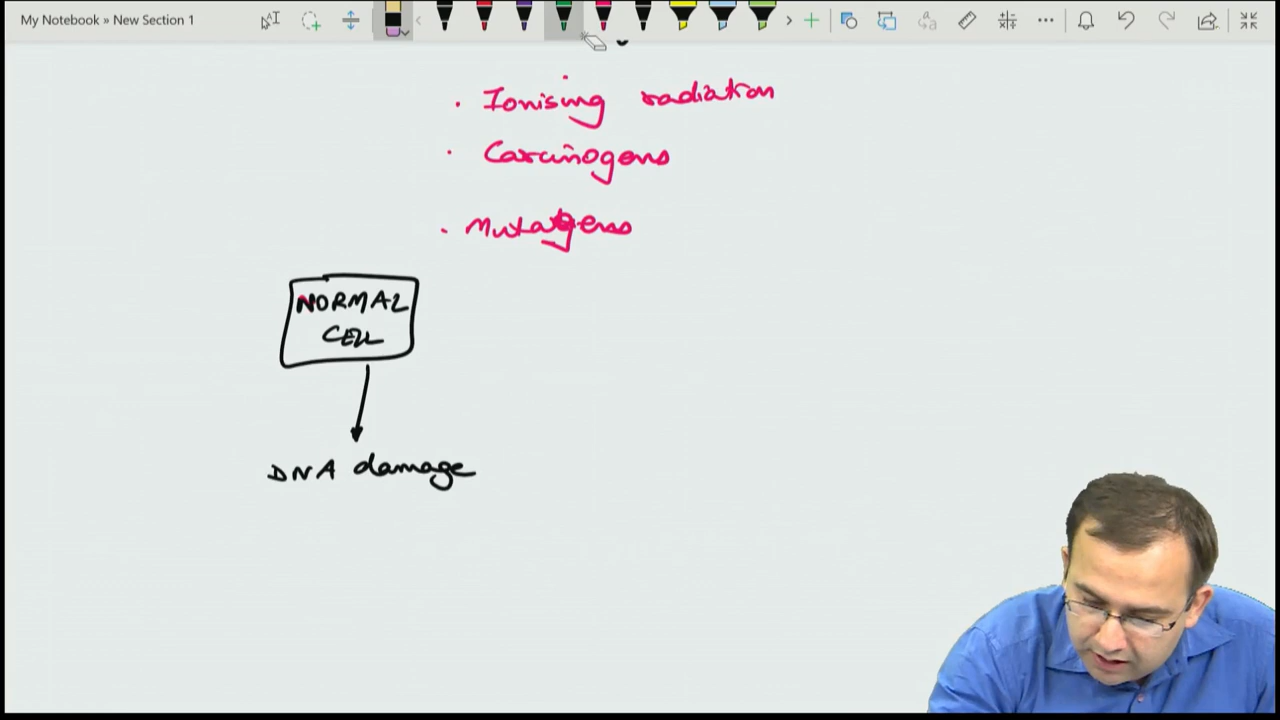 My Notebook » New Section 1
· Ionising radiation
· Carcinogens
· Mutagens
NORMAL
CELL
DNA damage